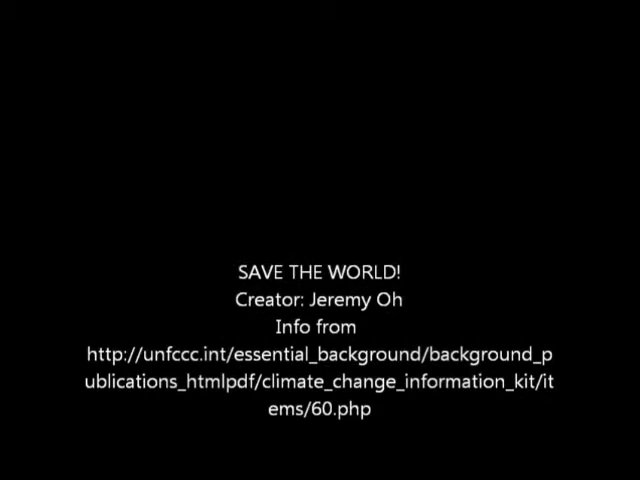 SAVE THE WORLD!
Creator: Jeremy Oh
Info from
http://unfccc.int/essential_background/background_p
ublications_htmlpdf/climate_change_information_kit/it
ems/60.php